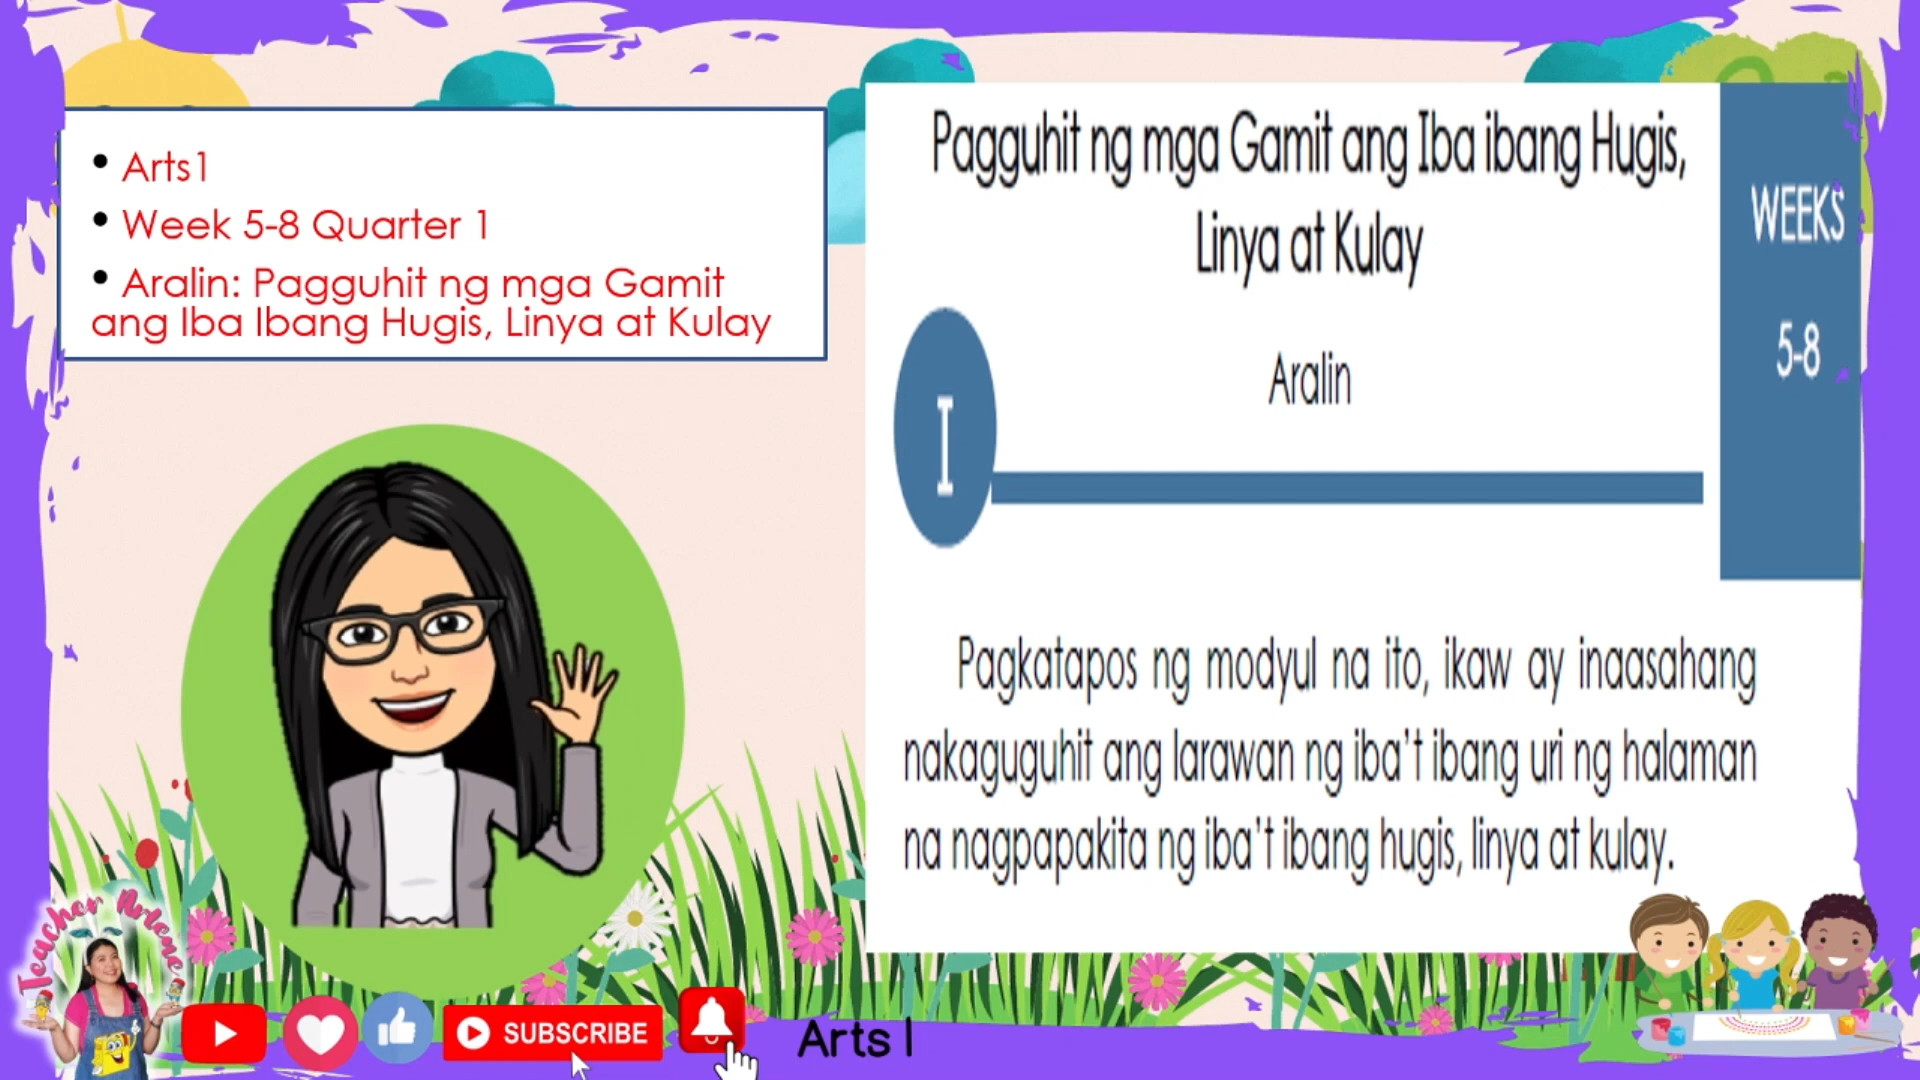 • Arts1
• Week 5-8 Quarter 1
• Aralin: Pagguhit ng mga Gamit
ang Iba Ibang Hugis, Linya at Kulay
Pagguhit ng mga Gamit ang Iba ibang Hugis,
Linya at Kulay
Aralin
I
WEEKS
5-8
Pagkatapos ng modyul na ito, ikaw ay inaasahang
nakaguguhit ang larawan ng iba't ibang uri ng halaman
na nagpapakita ng iba't ibang hugis, linya at kulay.
Teacher Arlene
SUBSCRIBE
Arts I